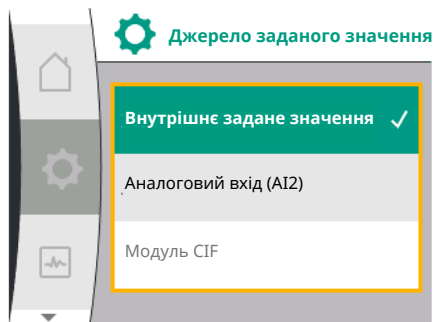 Джерело заданого значення
Внутрішнє задане значення
Аналоговий вхід (AI2)
Модуль CIF